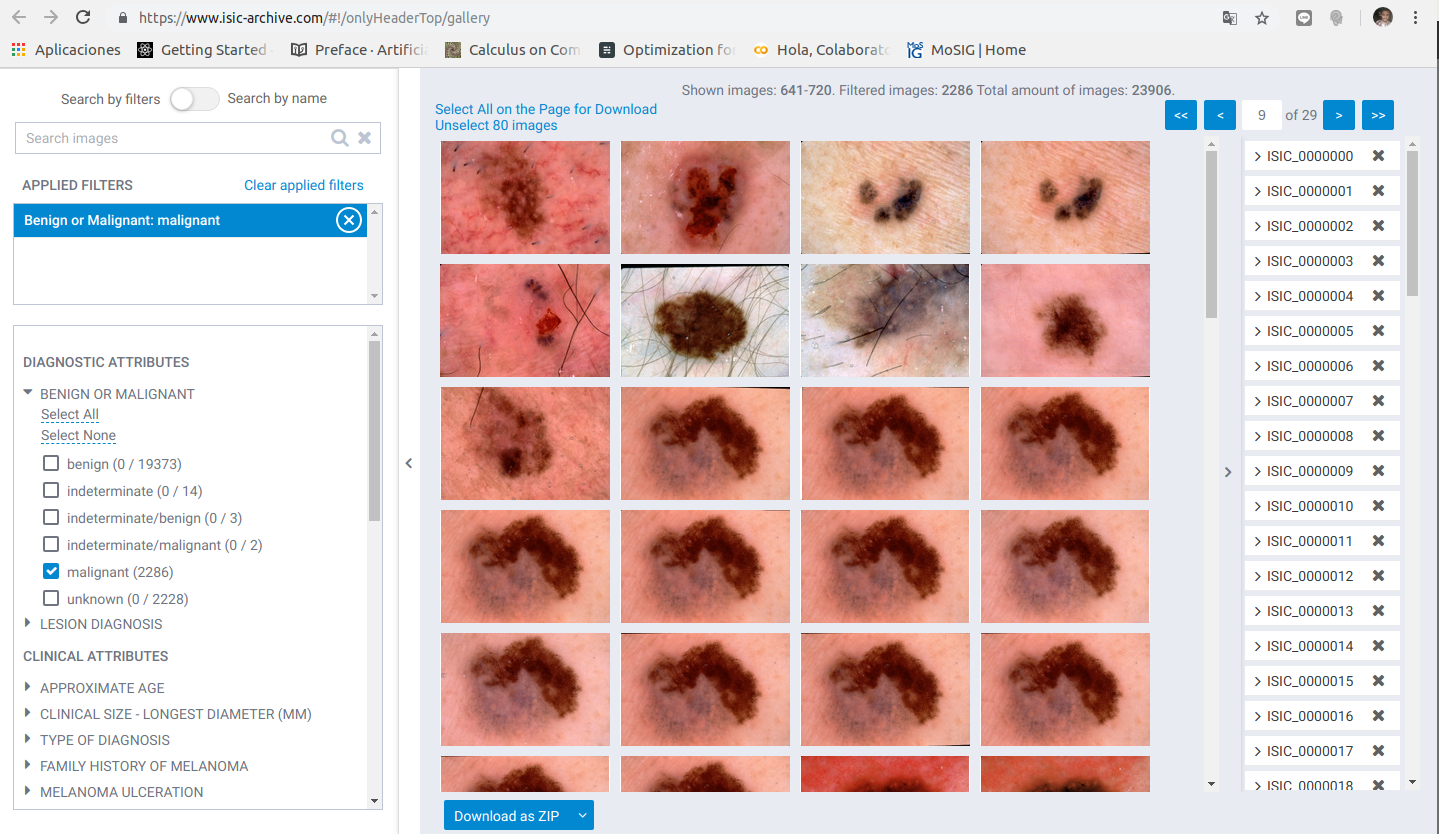 https://www.isic-archive.com/#!/onlyHeaderTop/gallery
Aplicaciones Getting Started Preface · Artificia Calculus on Com Optimization for Hola, Colaborato MoSIG | Home
Search by filters Search by name
Search images
APPLIED FILTERS Clear applied filters
Benign or Malignant: malignant
DIAGNOSTIC ATTRIBUTES
BENIGN OR MALIGNANT
Select All
Select None
benign (0 / 19373)
indeterminate (0 / 14)
indeterminate/benign (0 / 3)
indeterminate/malignant (0 / 2)
malignant (2286)
unknown (0 / 2228)
LESION DIAGNOSIS
CLINICAL ATTRIBUTES
APPROXIMATE AGE
CLINICAL SIZE - LONGEST DIAMETER (MM)
TYPE OF DIAGNOSIS
FAMILY HISTORY OF MELANOMA
MELANOMA ULCERATION
Shown images: 641-720. Filtered images: 2286 Total amount of images: 23906.
Select All on the Page for Download
Unselect 80 images
<< < 9 of 29 > >>
Download as ZIP
ISIC_0000000
ISIC_0000001
ISIC_0000002
ISIC_0000003
ISIC_0000004
ISIC_0000005
ISIC_0000006
ISIC_0000007
ISIC_0000008
ISIC_0000009
ISIC_0000010
ISIC_0000011
ISIC_0000012
ISIC_0000013
ISIC_0000014
ISIC_0000015
ISIC_0000016
ISIC_0000017
ISIC_0000018